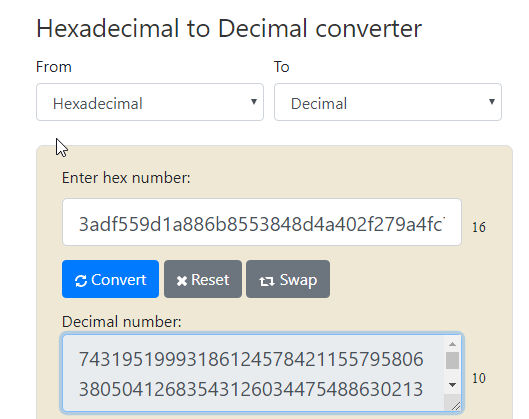 Hexadecimal to Decimal converter
From To
Hexadecimal Decimal
Enter hex number:
3adf559d1a886b8553848d4a402f279a4fc
16
Convert Reset Swap
Decimal number:
74319519993186124578421155795806
38050412683543126034475488630213
10